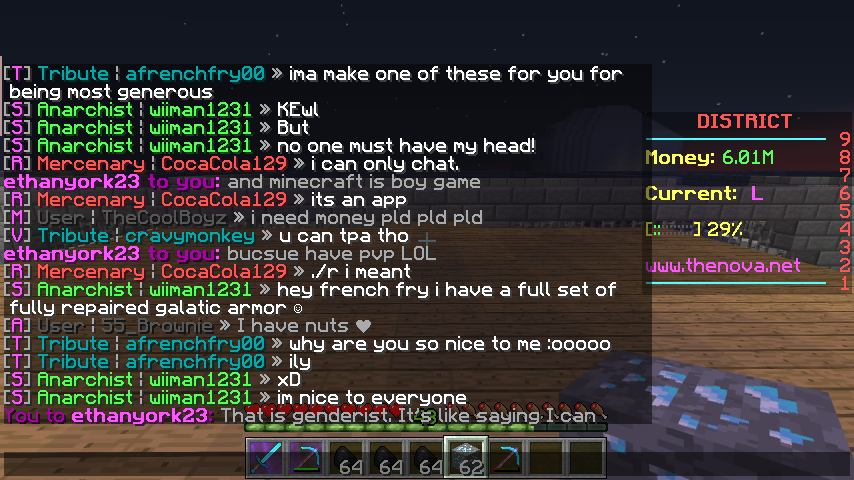 [T] Tribute ¦ afrenchfry00 » ima make one of these for you for
being most generous
[S] Anarchist ¦ wiiman1231 » KEwl
[S] Anarchist ¦ wiiman1231 » But
[S] Anarchist ¦ wiiman1231 » no one must have my head!
[R] Mercenary ¦ CocaCola129 » i can only chat.
ethanyork23 to you: and minecraft is boy game
[R] Mercenary ¦ CocaCola129 » its an app
[M] User ¦ TheCoolBoyz » i need money pld pld pld
[V] Tribute ¦ cravymonkey » u can tpa tho
ethanyork23 to you: bucsue have pvp LOL
[R] Mercenary ¦ CocaCola129 » ./r i meant
[S] Anarchist ¦ wiiman1231 » hey french fry i have a full set of
fully repaired galatic armor ☺
[A] User ¦ 55_Brownie » I have nuts ❤
[T] Tribute ¦ afrenchfry00 » why are you so nice to me :ooooo
[T] Tribute ¦ afrenchfry00 » ily
[S] Anarchist ¦ wiiman1231 » xD
[S] Anarchist ¦ wiiman1231 » im nice to everyone
You to ethanyork23: That is genderist. It's like saying I can
DISTRICT
9
Money: 6.01M 8
7
Current: L 6
5
[::::::] 29% 4
3
www.thenova.net 2
1
64 64 64 62